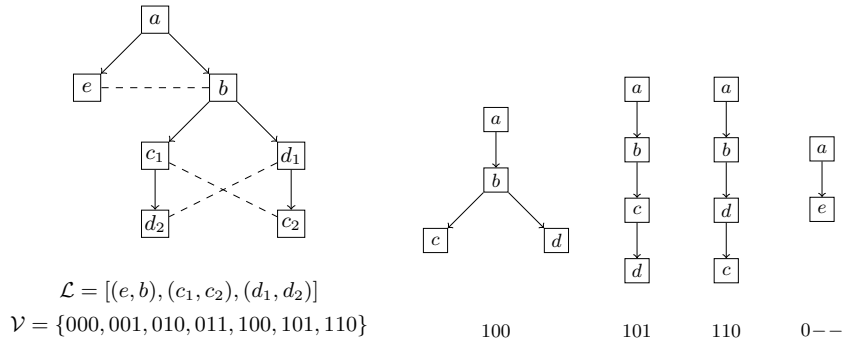 a
e
b
c₁
d₁
d₂
c₂
ℒ = [(e, b), (c₁, c₂), (d₁, d₂)]
𝒱 = {000, 001, 010, 011, 100, 101, 110}
a
b
c
d
100
a
b
c
d
101
a
b
d
c
110
a
e
0−−